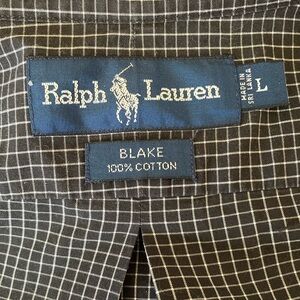 Ralph Lauren
MADE IN
SRI LANKA
L
BLAKE
100% COTTON